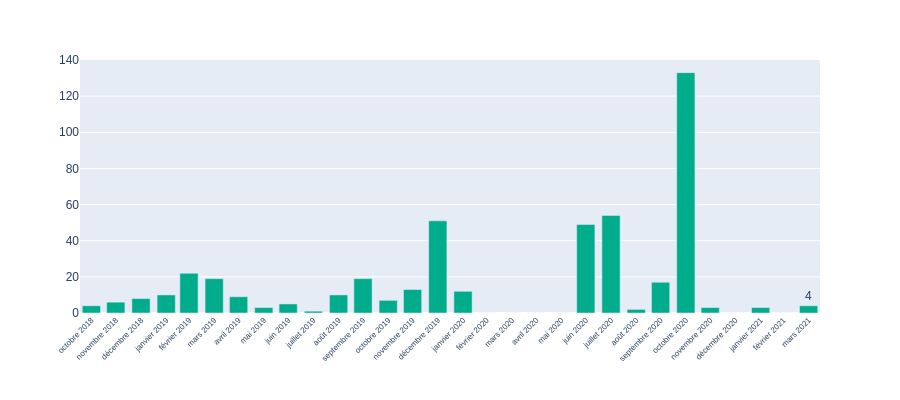 140
120
100
80
60
40
20
0
4
octobre 2018
novembre 2018
décembre 2018
janvier 2019
février 2019
mars 2019
avril 2019
mai 2019
juin 2019
juillet 2019
août 2019
septembre 2019
octobre 2019
novembre 2019
décembre 2019
janvier 2020
février 2020
mars 2020
avril 2020
mai 2020
juin 2020
juillet 2020
août 2020
septembre 2020
octobre 2020
novembre 2020
décembre 2020
janvier 2021
février 2021
mars 2021